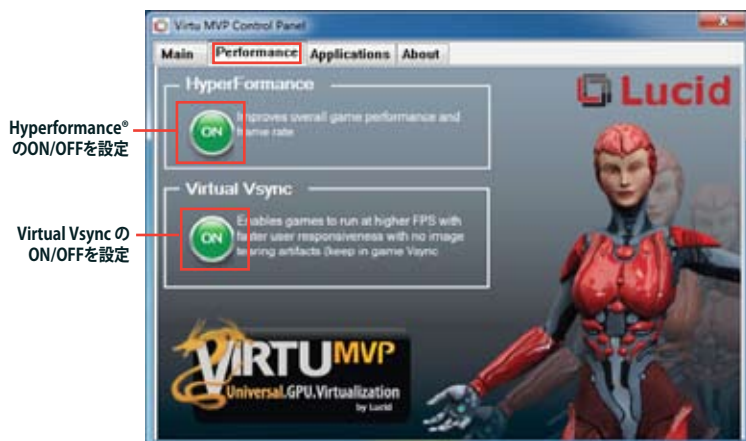 Virtu MVP Control Panel
Main Performance Applications About
HyperFormance
ON
Improves overall game performance and
frame rate
Lucid
Hyperformance®
のON/OFFを設定
Virtual Vsync
ON
Enables games to run at higher FPS with
faster user responsiveness with no image
tearing artifacts (keep in game Vsync
Virtual Vsync の
ON/OFFを設定
VIRTU MVP
Universal.GPU.Virtualization
by Lucid